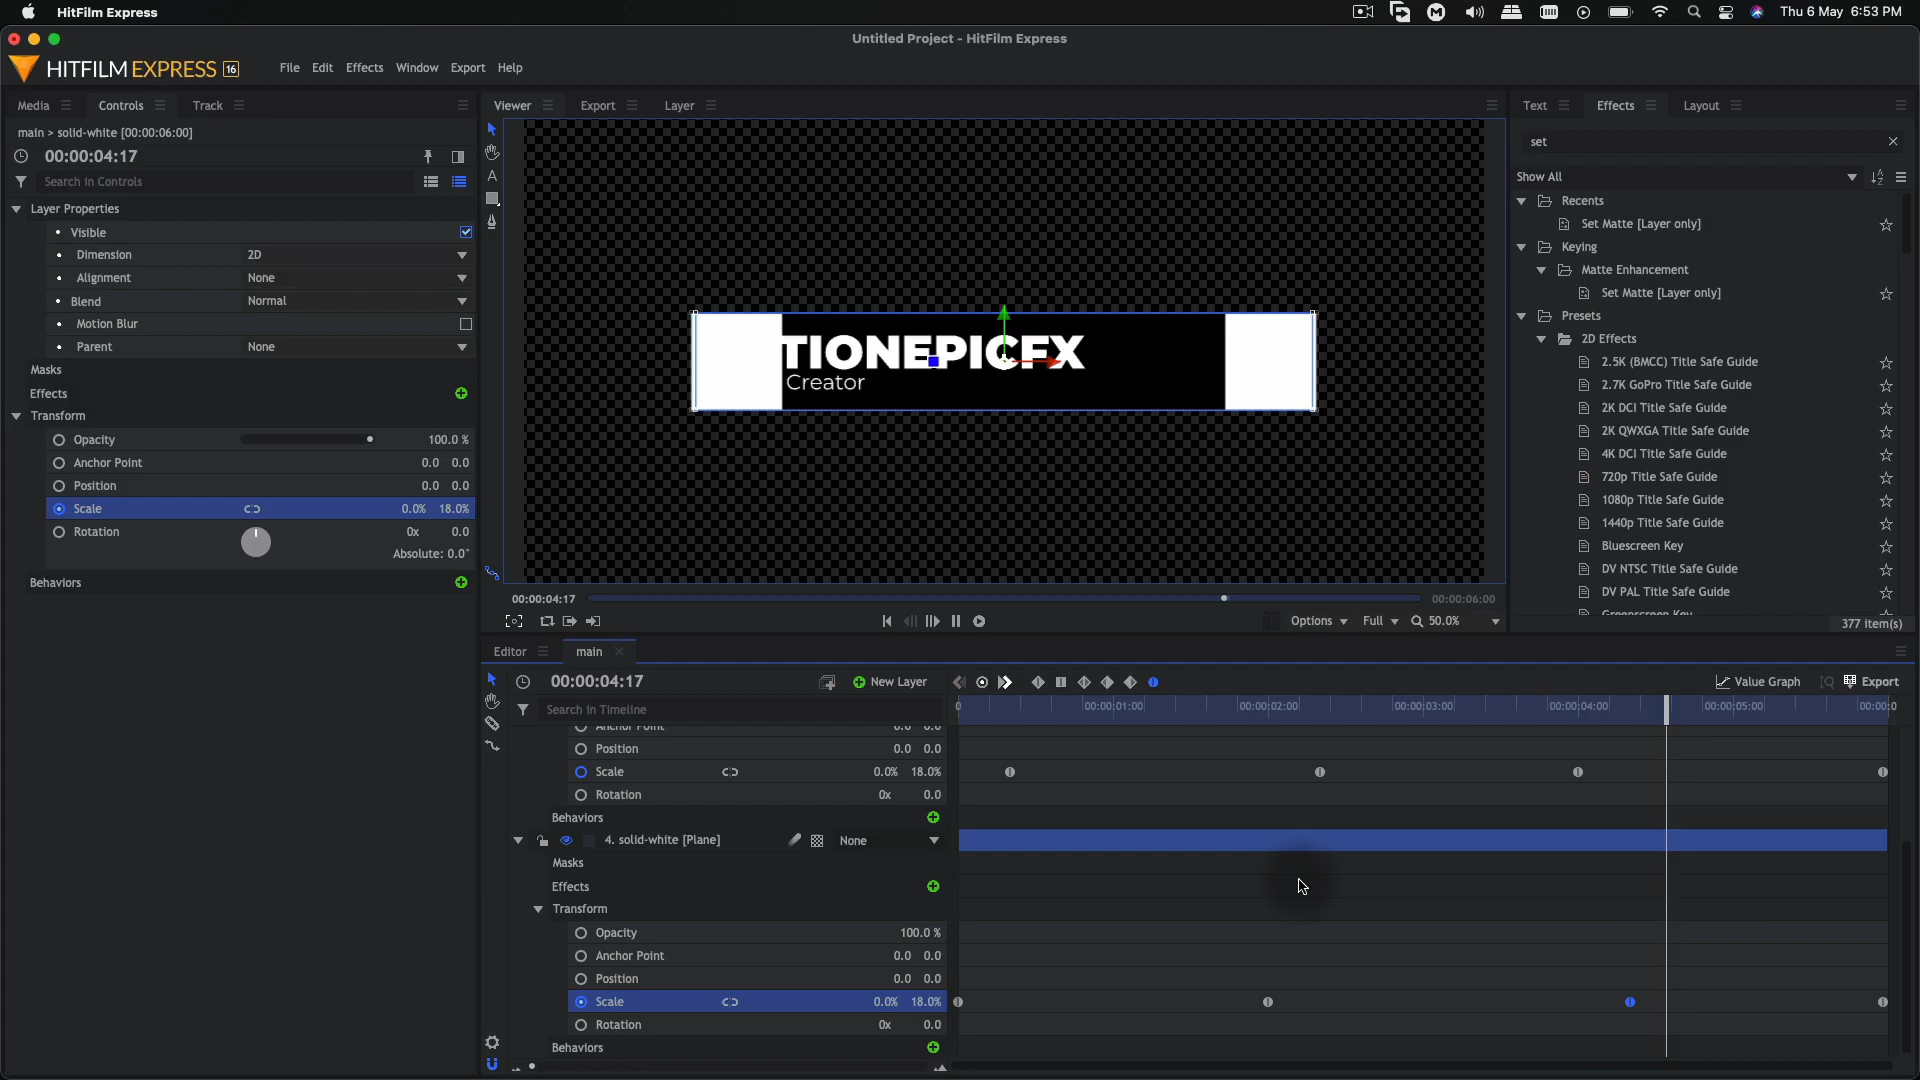 HitFilm Express
Thu 6 May 6:53 PM
Untitled Project - HitFilm Express
HITFILM EXPRESS 16
File Edit Effects Window Export Help
Media Controls Track
main > solid-white [00:00:06:00]
00:00:04:17
Search in Controls
Layer Properties
Visible
Dimension 2D
Alignment None
Blend Normal
Motion Blur
Parent None
Masks
Effects
Transform
Opacity 100.0 %
Anchor Point 0.0 0.0
Position 0.0 0.0
Scale 0.0% 18.0%
Rotation 0x 0.0
Absolute: 0.0°
Behaviors
Viewer Export Layer
TIONEPICFX
Creator
00:00:04:17 00:00:06:00
Options Full 50.0%
Text Effects Layout
set
Show All
Recents
Set Matte [Layer only]
Keying
Matte Enhancement
Set Matte [Layer only]
Presets
2D Effects
2.5K (BMCC) Title Safe Guide
2.7K GoPro Title Safe Guide
2K DCI Title Safe Guide
2K QWXGA Title Safe Guide
4K DCI Title Safe Guide
720p Title Safe Guide
1080p Title Safe Guide
1440p Title Safe Guide
Bluescreen Key
DV NTSC Title Safe Guide
DV PAL Title Safe Guide
Greenscreen Key
377 item(s)
Editor main
00:00:04:17 New Layer Value Graph Export
Search in Timeline
0 00:00:01:00 00:00:02:00 00:00:03:00 00:00:04:00 00:00:05:00 00:00:0
Anchor Point 0.0 0.0
Position 0.0 0.0
Scale 0.0% 18.0%
Rotation 0x 0.0
Behaviors
4. solid-white [Plane] None
Masks
Effects
Transform
Opacity 100.0 %
Anchor Point 0.0 0.0
Position 0.0 0.0
Scale 0.0% 18.0%
Rotation 0x 0.0
Behaviors